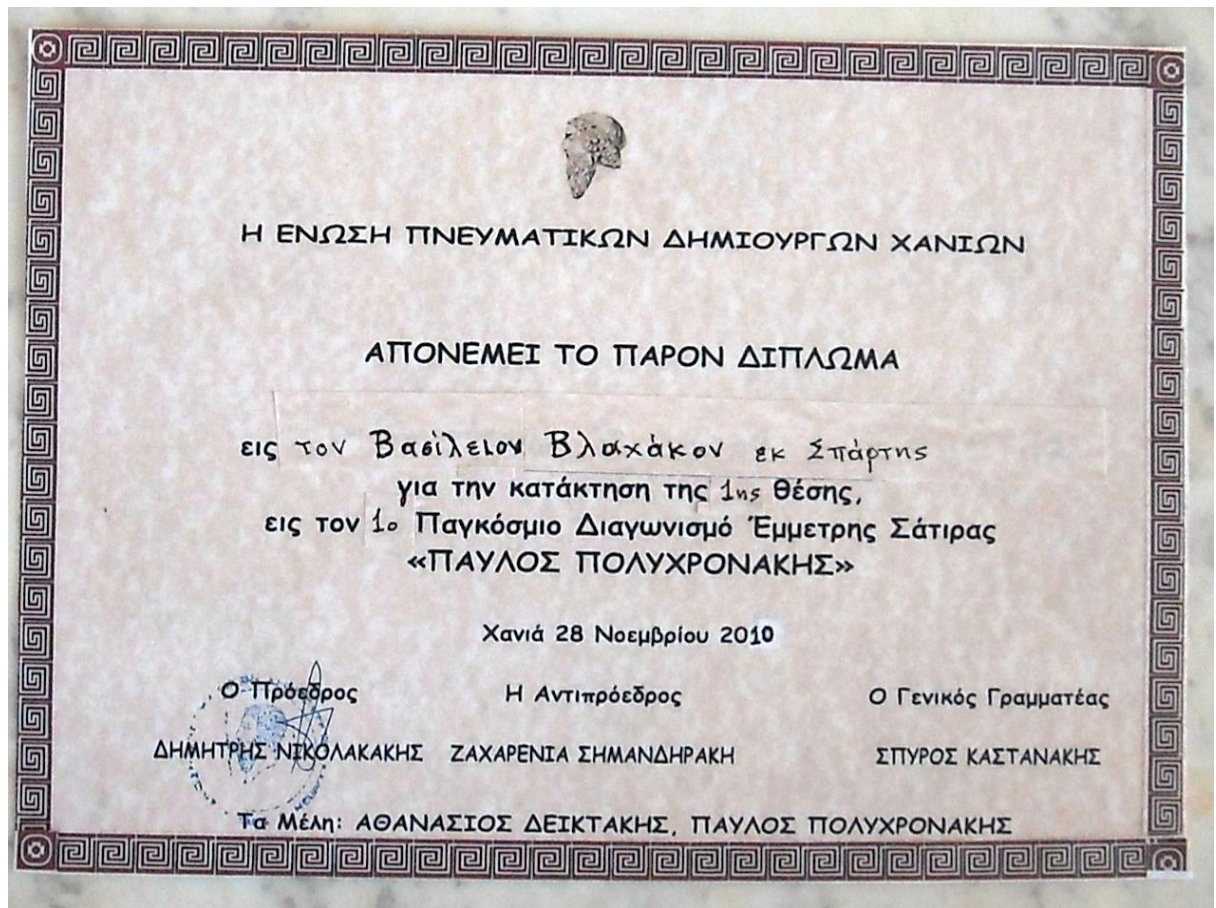 Η ΕΝΩΣΗ ΠΝΕΥΜΑΤΙΚΩΝ ΔΗΜΙΟΥΡΓΩΝ ΧΑΝΙΩΝ
ΑΠΟΝΕΜΕΙ ΤΟ ΠΑΡΟΝ ΔΙΠΛΩΜΑ
εις τον Βασίλειον Βλαχάκον εκ Σπάρτης
για την κατάκτηση της 1ης θέσης,
εις τον 1ο Παγκόσμιο Διαγωνισμό Έμμετρης Σάτιρας
«ΠΑΥΛΟΣ ΠΟΛΥΧΡΟΝΑΚΗΣ»
Χανιά 28 Νοεμβρίου 2010
Ο Πρόεδρος Η Αντιπρόεδρος Ο Γενικός Γραμματέας
ΔΗΜΗΤΡΗΣ ΝΙΚΟΛΑΚΑΚΗΣ ΖΑΧΑΡΕΝΙΑ ΣΗΜΑΝΔΗΡΑΚΗ ΣΠΥΡΟΣ ΚΑΣΤΑΝΑΚΗΣ
Τα Μέλη: ΑΘΑΝΑΣΙΟΣ ΔΕΙΚΤΑΚΗΣ, ΠΑΥΛΟΣ ΠΟΛΥΧΡΟΝΑΚΗΣ